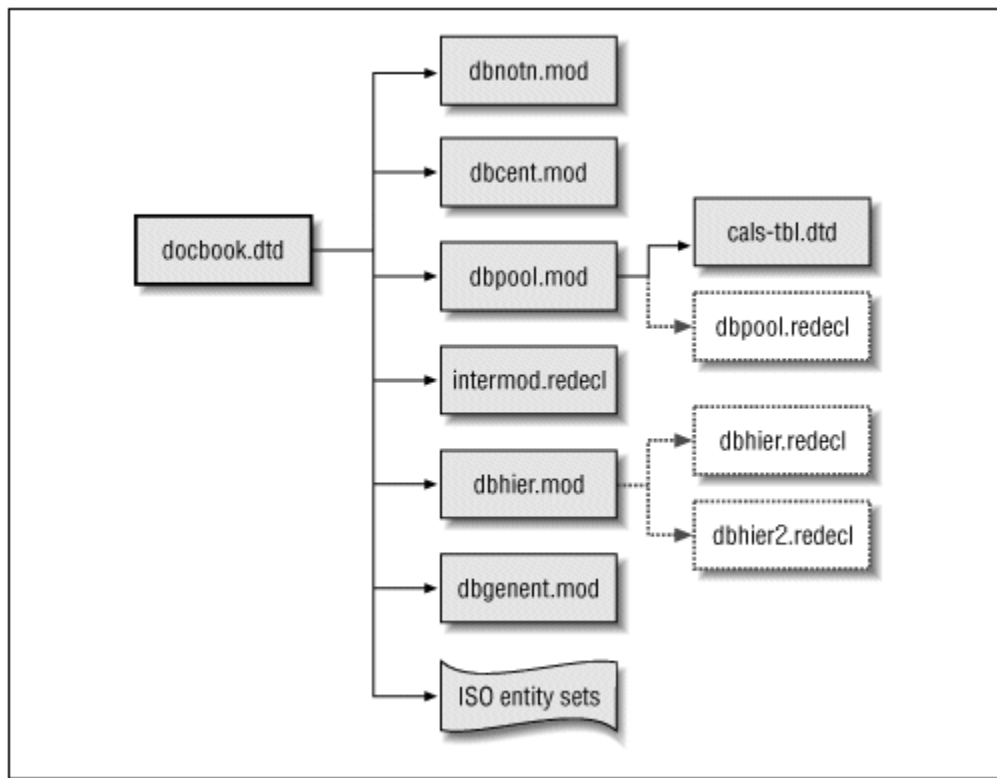 dbnotn.mod
dbcent.mod
docbook.dtd
cals-tbl.dtd
dbpool.mod
dbpool.redecl
intermod.redecl
dbhier.redecl
dbhier.mod
dbhier2.redecl
dbgenent.mod
ISO entity sets